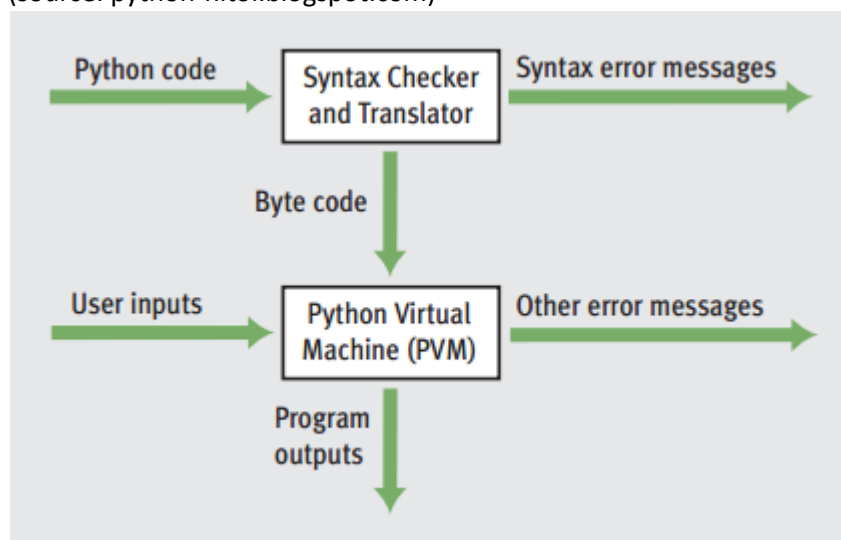 Python code
Syntax Checker
and Translator
Syntax error messages
Byte code
User inputs
Python Virtual
Machine (PVM)
Other error messages
Program
outputs